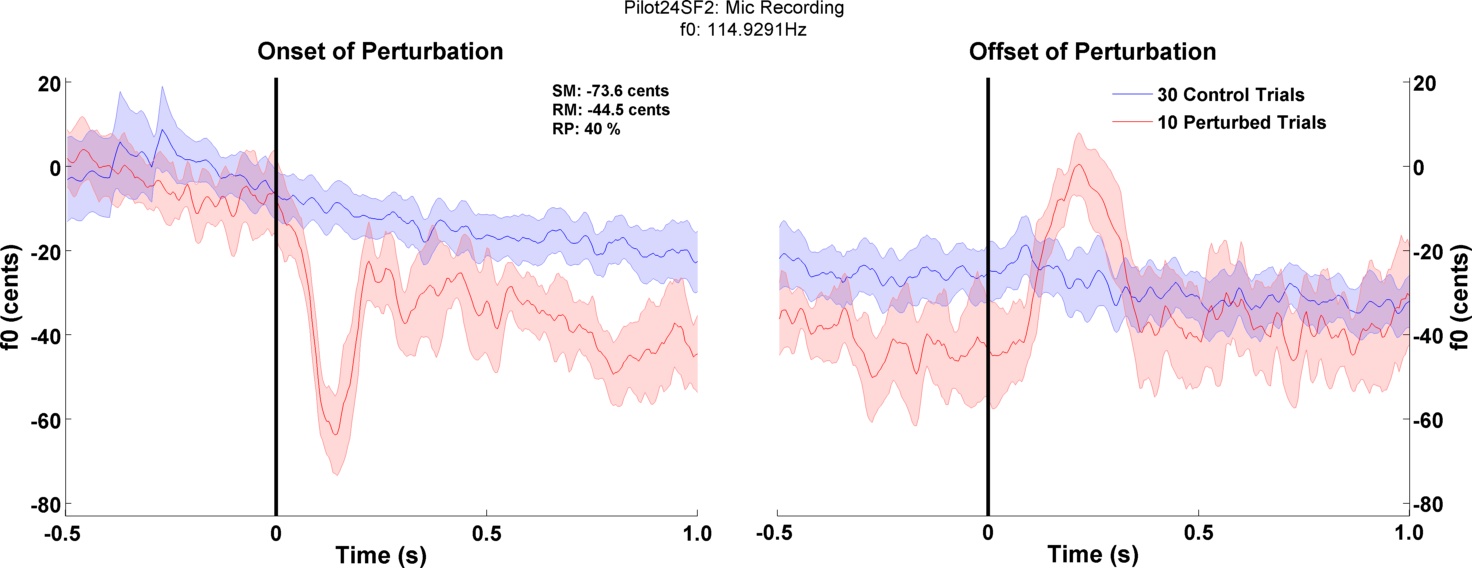 Pilot24SF2: Mic Recording
f0: 114.9291Hz
Onset of Perturbation
SM: -73.6 cents
RM: -44.5 cents
RP: 40 %
20
0
-20
-40
-60
-80
f0 (cents)
-0.5
0
0.5
1.0
Time (s)
Offset of Perturbation
30 Control Trials
10 Perturbed Trials
20
0
-20
-40
-60
-80
f0 (cents)
-0.5
0
0.5
1.0
Time (s)